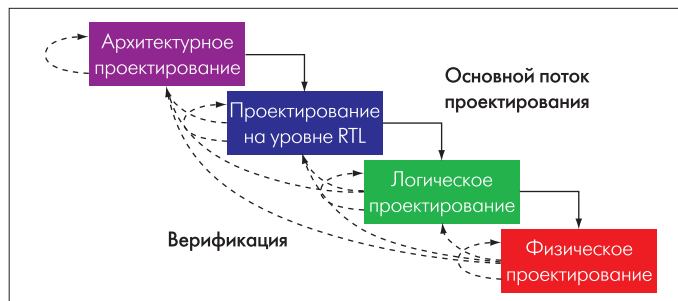 Архитектурное
проектирование
Основной поток
проектирования
Проектирование
на уровне RTL
Логическое
проектирование
Верификация
Физическое
проектирование